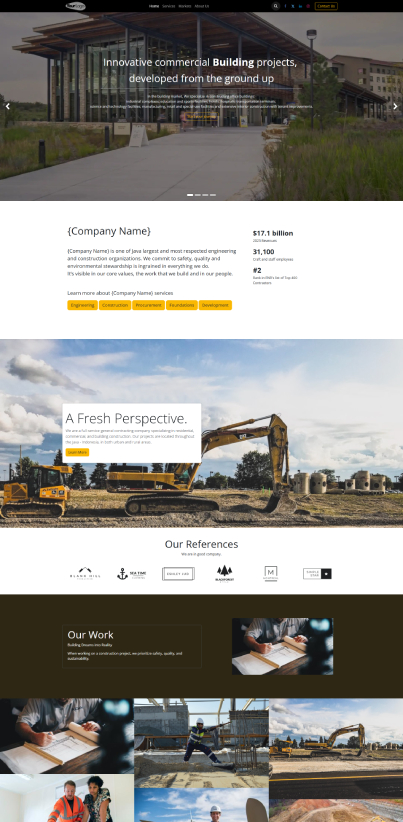 Home Services Markets About Us
Contact Us
Innovative commercial Building projects,
developed from the ground up
{Company Name}
{Company Name} is one of Java largest and most respected engineering
and construction organizations. We commit to safety, quality and
environmental stewardship is ingrained in everything we do.
It's visible in our core values, the work that we build and in our people.
Learn more about {Company Name} services
Engineering Construction Procurement Foundations Development
$17.1 billion
2023 Revenues
31,100
Craft and staff employees
#2
Rank in ENR's list of Top 400
Contractors
A Fresh Perspective.
We are a full-service general contracting company specializing in residential,
commercial, and building construction. Our projects are located throughout
the Java - Indonesia, in both urban and rural areas.
Learn More
Our References
We are in good company.
BLAND HILL
SEA TIME
BLACKFOREST
M
Our Work
Building Dreams into Reality
When working on a construction project, we prioritize safety, quality, and
sustainability.